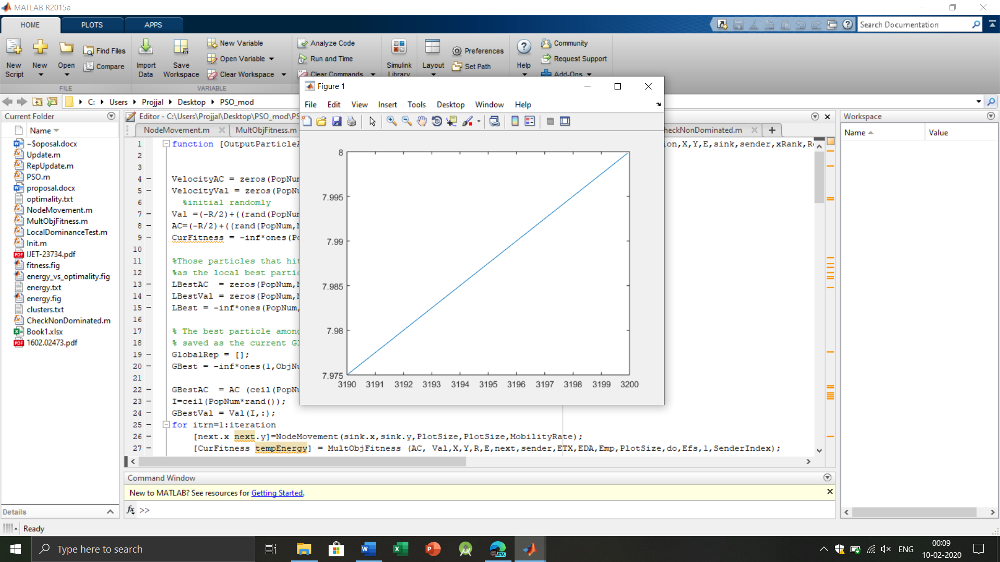 MATLAB R2015a
HOME PLOTS APPS
Search Documentation
New Script
New
Open
Find Files
Compare
Import Data
Save Workspace
New Variable
Open Variable
Clear Workspace
Analyze Code
Run and Time
Clear Commands
Simulink Library
Layout
Preferences
Set Path
Help
Community
Request Support
Add-Ons
FILE
VARIABLE
C: Users Projjal Desktop PSO_mod
Current Folder
Name
~$oposal.docx
Update.m
RepUpdate.m
PSO.m
proposal.docx
optimality.txt
NodeMovement.m
MultObjFitness.m
LocalDominanceTest.m
Init.m
IJET-23734.pdf
fitness.fig
energy_vs_optimality.fig
energy.txt
energy.fig
clusters.txt
CheckNonDominated.m
Book1.xlsx
1602.02473.pdf
Details
Editor - C:\Users\Projjal\Desktop\PSO_mod\PS
NodeMovement.m MultObjFitness.m heckNonDominated.m
1 function [OutputParticleA ion,X,Y,E,sink,sender,xRank,R
2
3
4 VelocityAC = zeros(PopNum
5 VelocityVal = zeros(PopNu
6 %initial randomly
7 Val =(-R/2)+((rand(PopNum
8 AC=(-R/2)+((rand(PopNum,N
9 CurFitness = -inf*ones(Po
10
11 %Those particles that hit
12 %as the local best partic
13 LBestAC = zeros(PopNum,N
14 LBestVal = zeros(PopNum,N
15 LBest = -inf*ones(PopNum,
16
17 % The best particle among
18 % saved as the current Gl
19 GlobalRep = [];
20 GBest = -inf*ones(1,ObjNu
21
22 GBestAC = AC (ceil(PopNu
23 I=ceil(PopNum*rand());
24 GBestVal = Val(I,:);
25 for itrn=1:iteration
26 [next.x next.y]=NodeMovement(sink.x,sink.y,PlotSize,PlotSize,MobilityRate);
27 [CurFitness tempEnergy] = MultObjFitness (AC, Val,X,Y,R,E,next,sender,ETX,EDA,Emp,PlotSize,do,Efs,1,SenderIndex);
Figure 1
File Edit View Insert Tools Desktop Window Help
8
7.995
7.99
7.985
7.98
7.975
3190 3191 3192 3193 3194 3195 3196 3197 3198 3199 3200
Workspace
Name Value
Command Window
New to MATLAB? See resources for Getting Started.
fx >>
Ready
Type here to search
ENG
00:09
10-02-2020